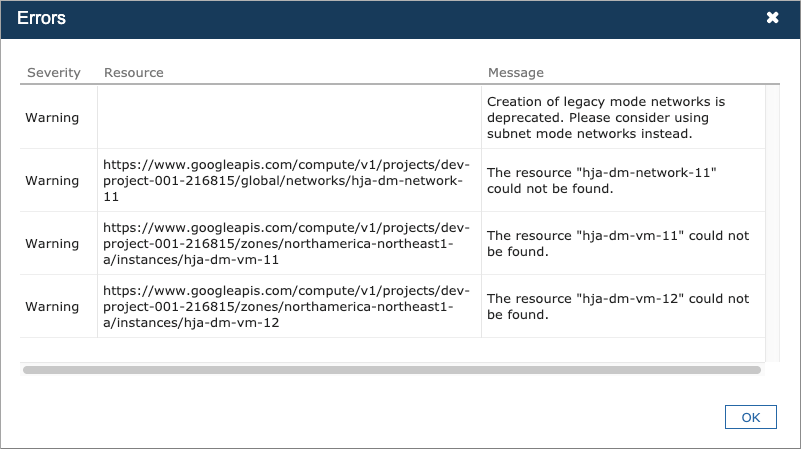 Errors
Severity Resource Message
Warning
Creation of legacy mode networks is
deprecated. Please consider using
subnet mode networks instead.
Warning
https://www.googleapis.com/compute/v1/projects/dev-
project-001-216815/global/networks/hja-dm-network-
11
The resource "hja-dm-network-11"
could not be found.
Warning
https://www.googleapis.com/compute/v1/projects/dev-
project-001-216815/zones/northamerica-northeast1-
a/instances/hja-dm-vm-11
The resource "hja-dm-vm-11" could not
be found.
Warning
https://www.googleapis.com/compute/v1/projects/dev-
project-001-216815/zones/northamerica-northeast1-
a/instances/hja-dm-vm-12
The resource "hja-dm-vm-12" could not
be found.
OK